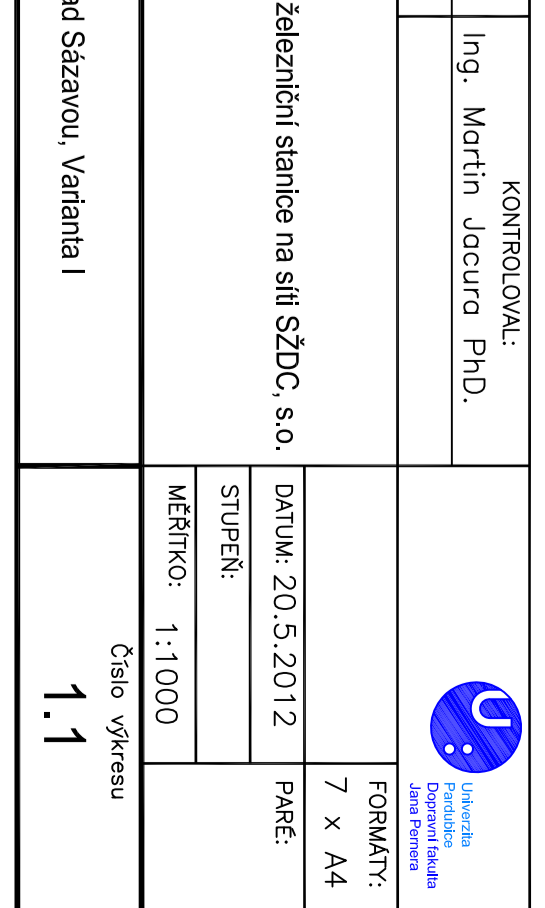 KONTROLOVAL:
Ing. Martin Jacura PhD.
Univerzita
Pardubice
Dopravní fakulta
Jana Pernera
železniční stanice na síti SŽDC, s.o.
FORMÁTY:
7 x A4
DATUM: 20.5.2012
PARÉ:
STUPEŇ:
MĚŘÍTKO: 1:1000
Sázavou, Varianta I
Číslo výkresu
1.1